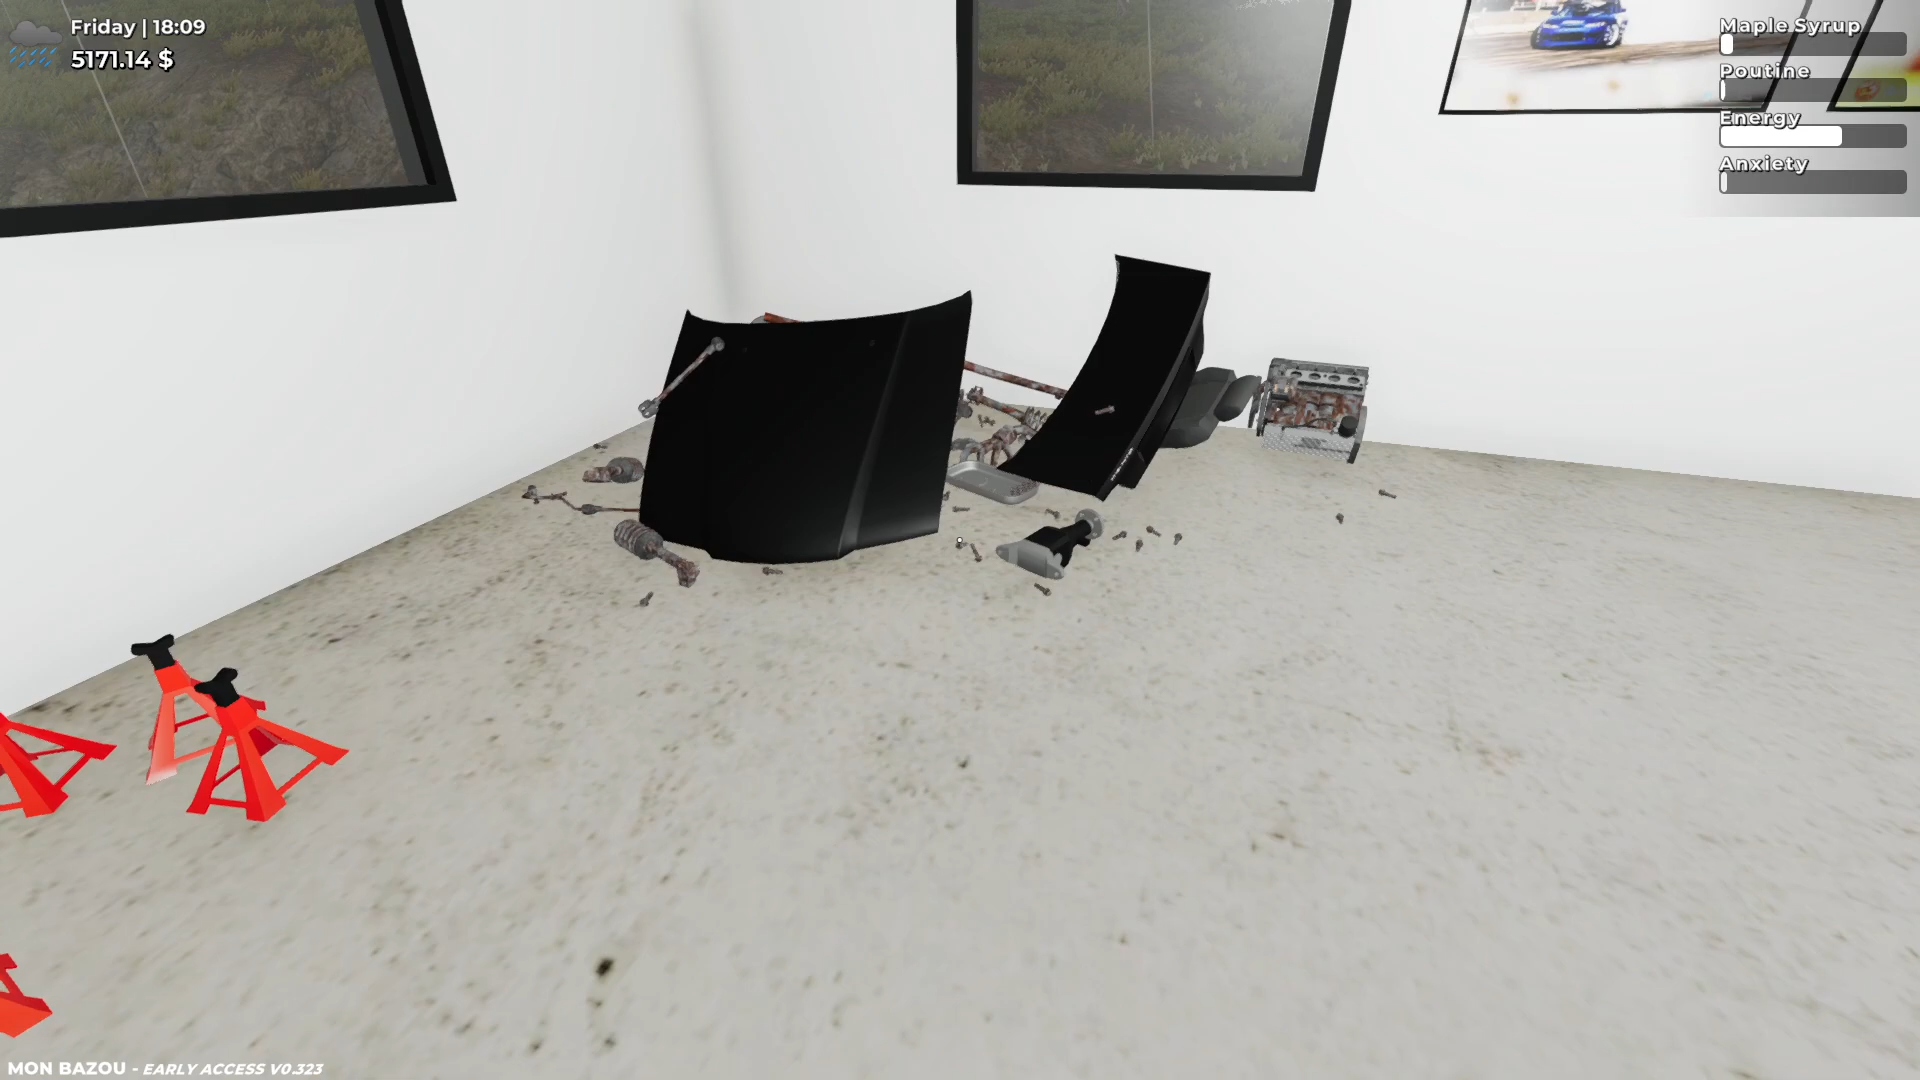 Friday | 18:09
5171.14 $
Maple Syrup
Poutine
Energy
Anxiety
MON BAZOU - EARLY ACCESS V0.323